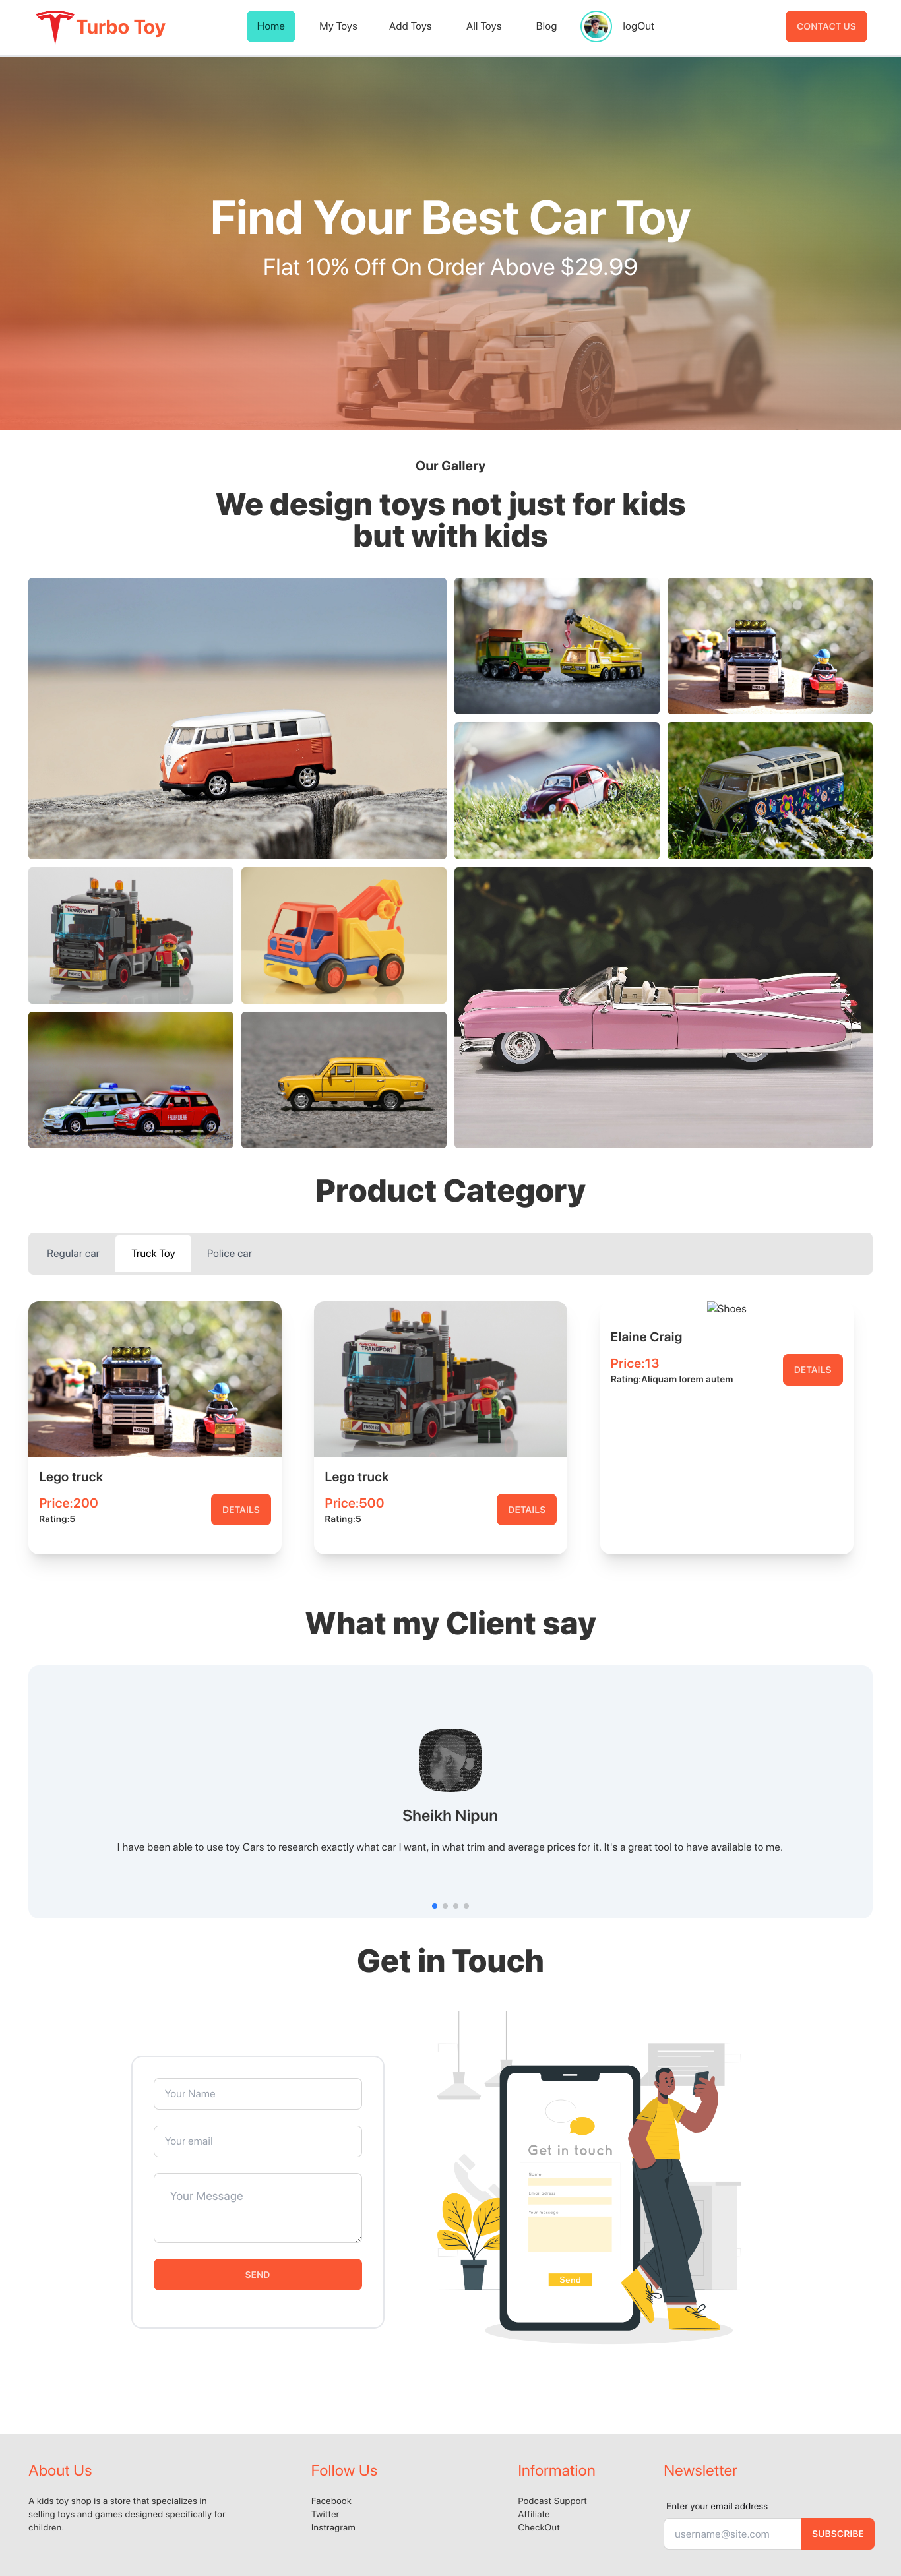 Turbo Toy
Home
My Toys
Add Toys
All Toys
Blog
logOut
CONTACT US
Find Your Best Car Toy
Flat 10% Off On Order Above $29.99
Our Gallery
We design toys not just for kids
but with kids
TRANSPORT
Product Category
Regular car
Truck Toy
Police car
TRANSPORT
Shoes
Elaine Craig
Price:13
Rating:Aliquam lorem autem
DETAILS
Lego truck
Price:200
Rating:5
DETAILS
Lego truck
Price:500
Rating:5
DETAILS
What my Client say
Sheikh Nipun
I have been able to use toy Cars to research exactly what car I want, in what trim and average prices for it. It's a great tool to have available to me.
Get in Touch
Your Name
Your email
Your Message
SEND
Get in touch
Name
Email address
Your message
Send
About Us
A kids toy shop is a store that specializes in
selling toys and games designed specifically for
children.
Follow Us
Facebook
Twitter
Instragram
Information
Podcast Support
Affiliate
CheckOut
Newsletter
Enter your email address
username@site.com
SUBSCRIBE